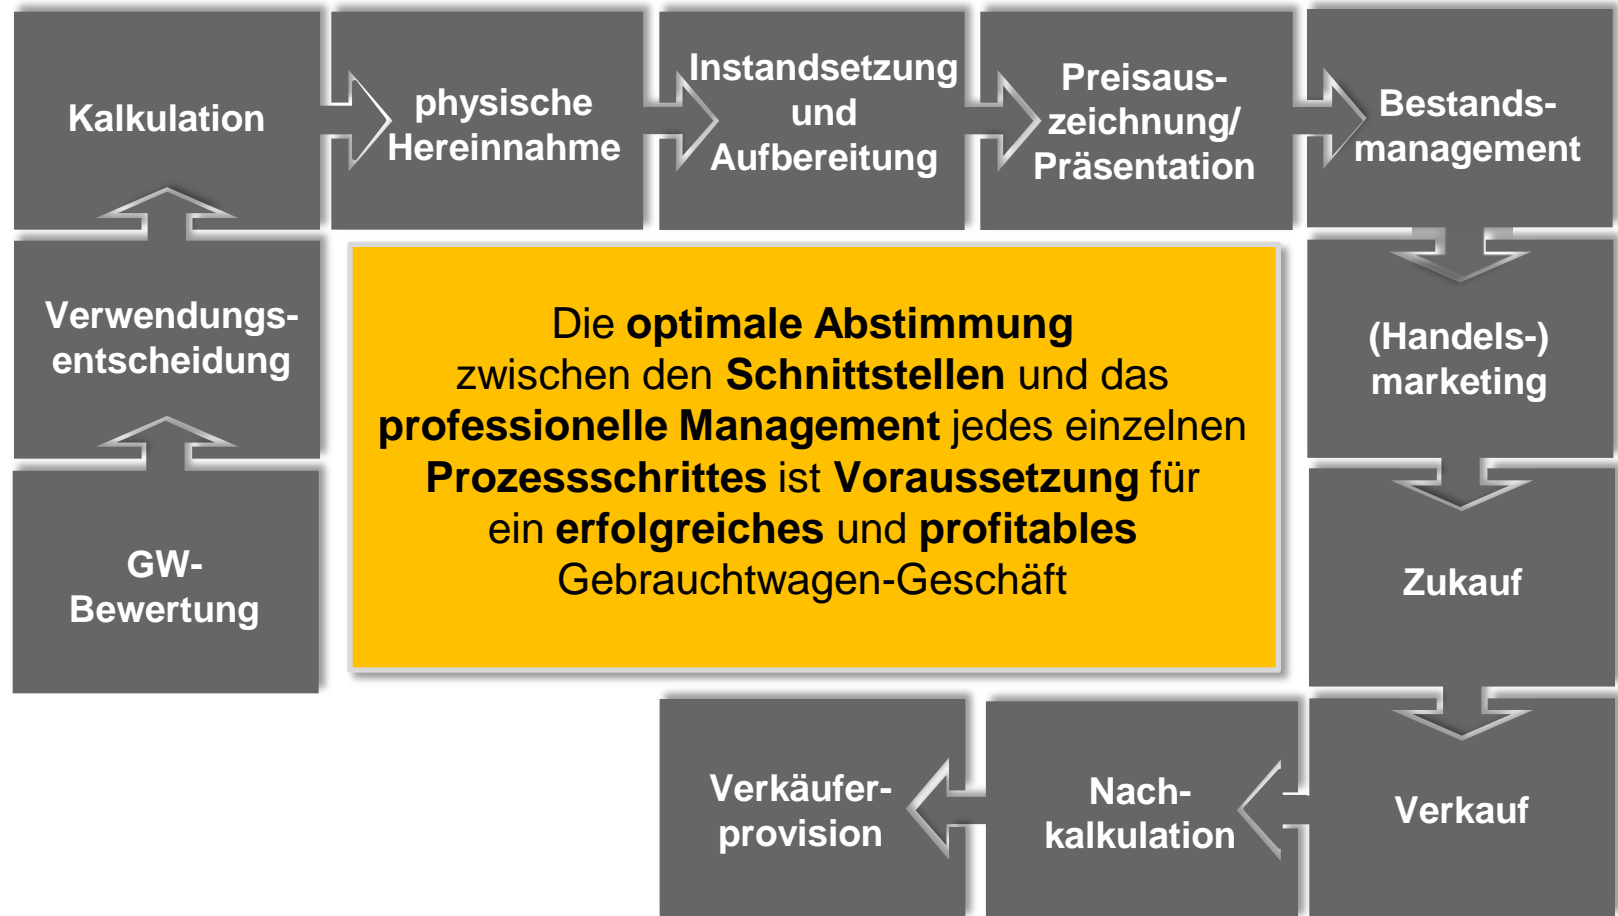 Kalkulation
physische
Hereinnahme
Instandsetzung
und
Aufbereitung
Preisaus-
zeichnung/
Präsentation
Bestands-
management
Verwendungs-
entscheidung
Die optimale Abstimmung
zwischen den Schnittstellen und das
professionelle Management jedes einzelnen
Prozessschrittes ist Voraussetzung für
ein erfolgreiches und profitables
Gebrauchtwagen-Geschäft
(Handels-)
marketing
GW-
Bewertung
Zukauf
Verkäufer-
provision
Nach-
kalkulation
Verkauf